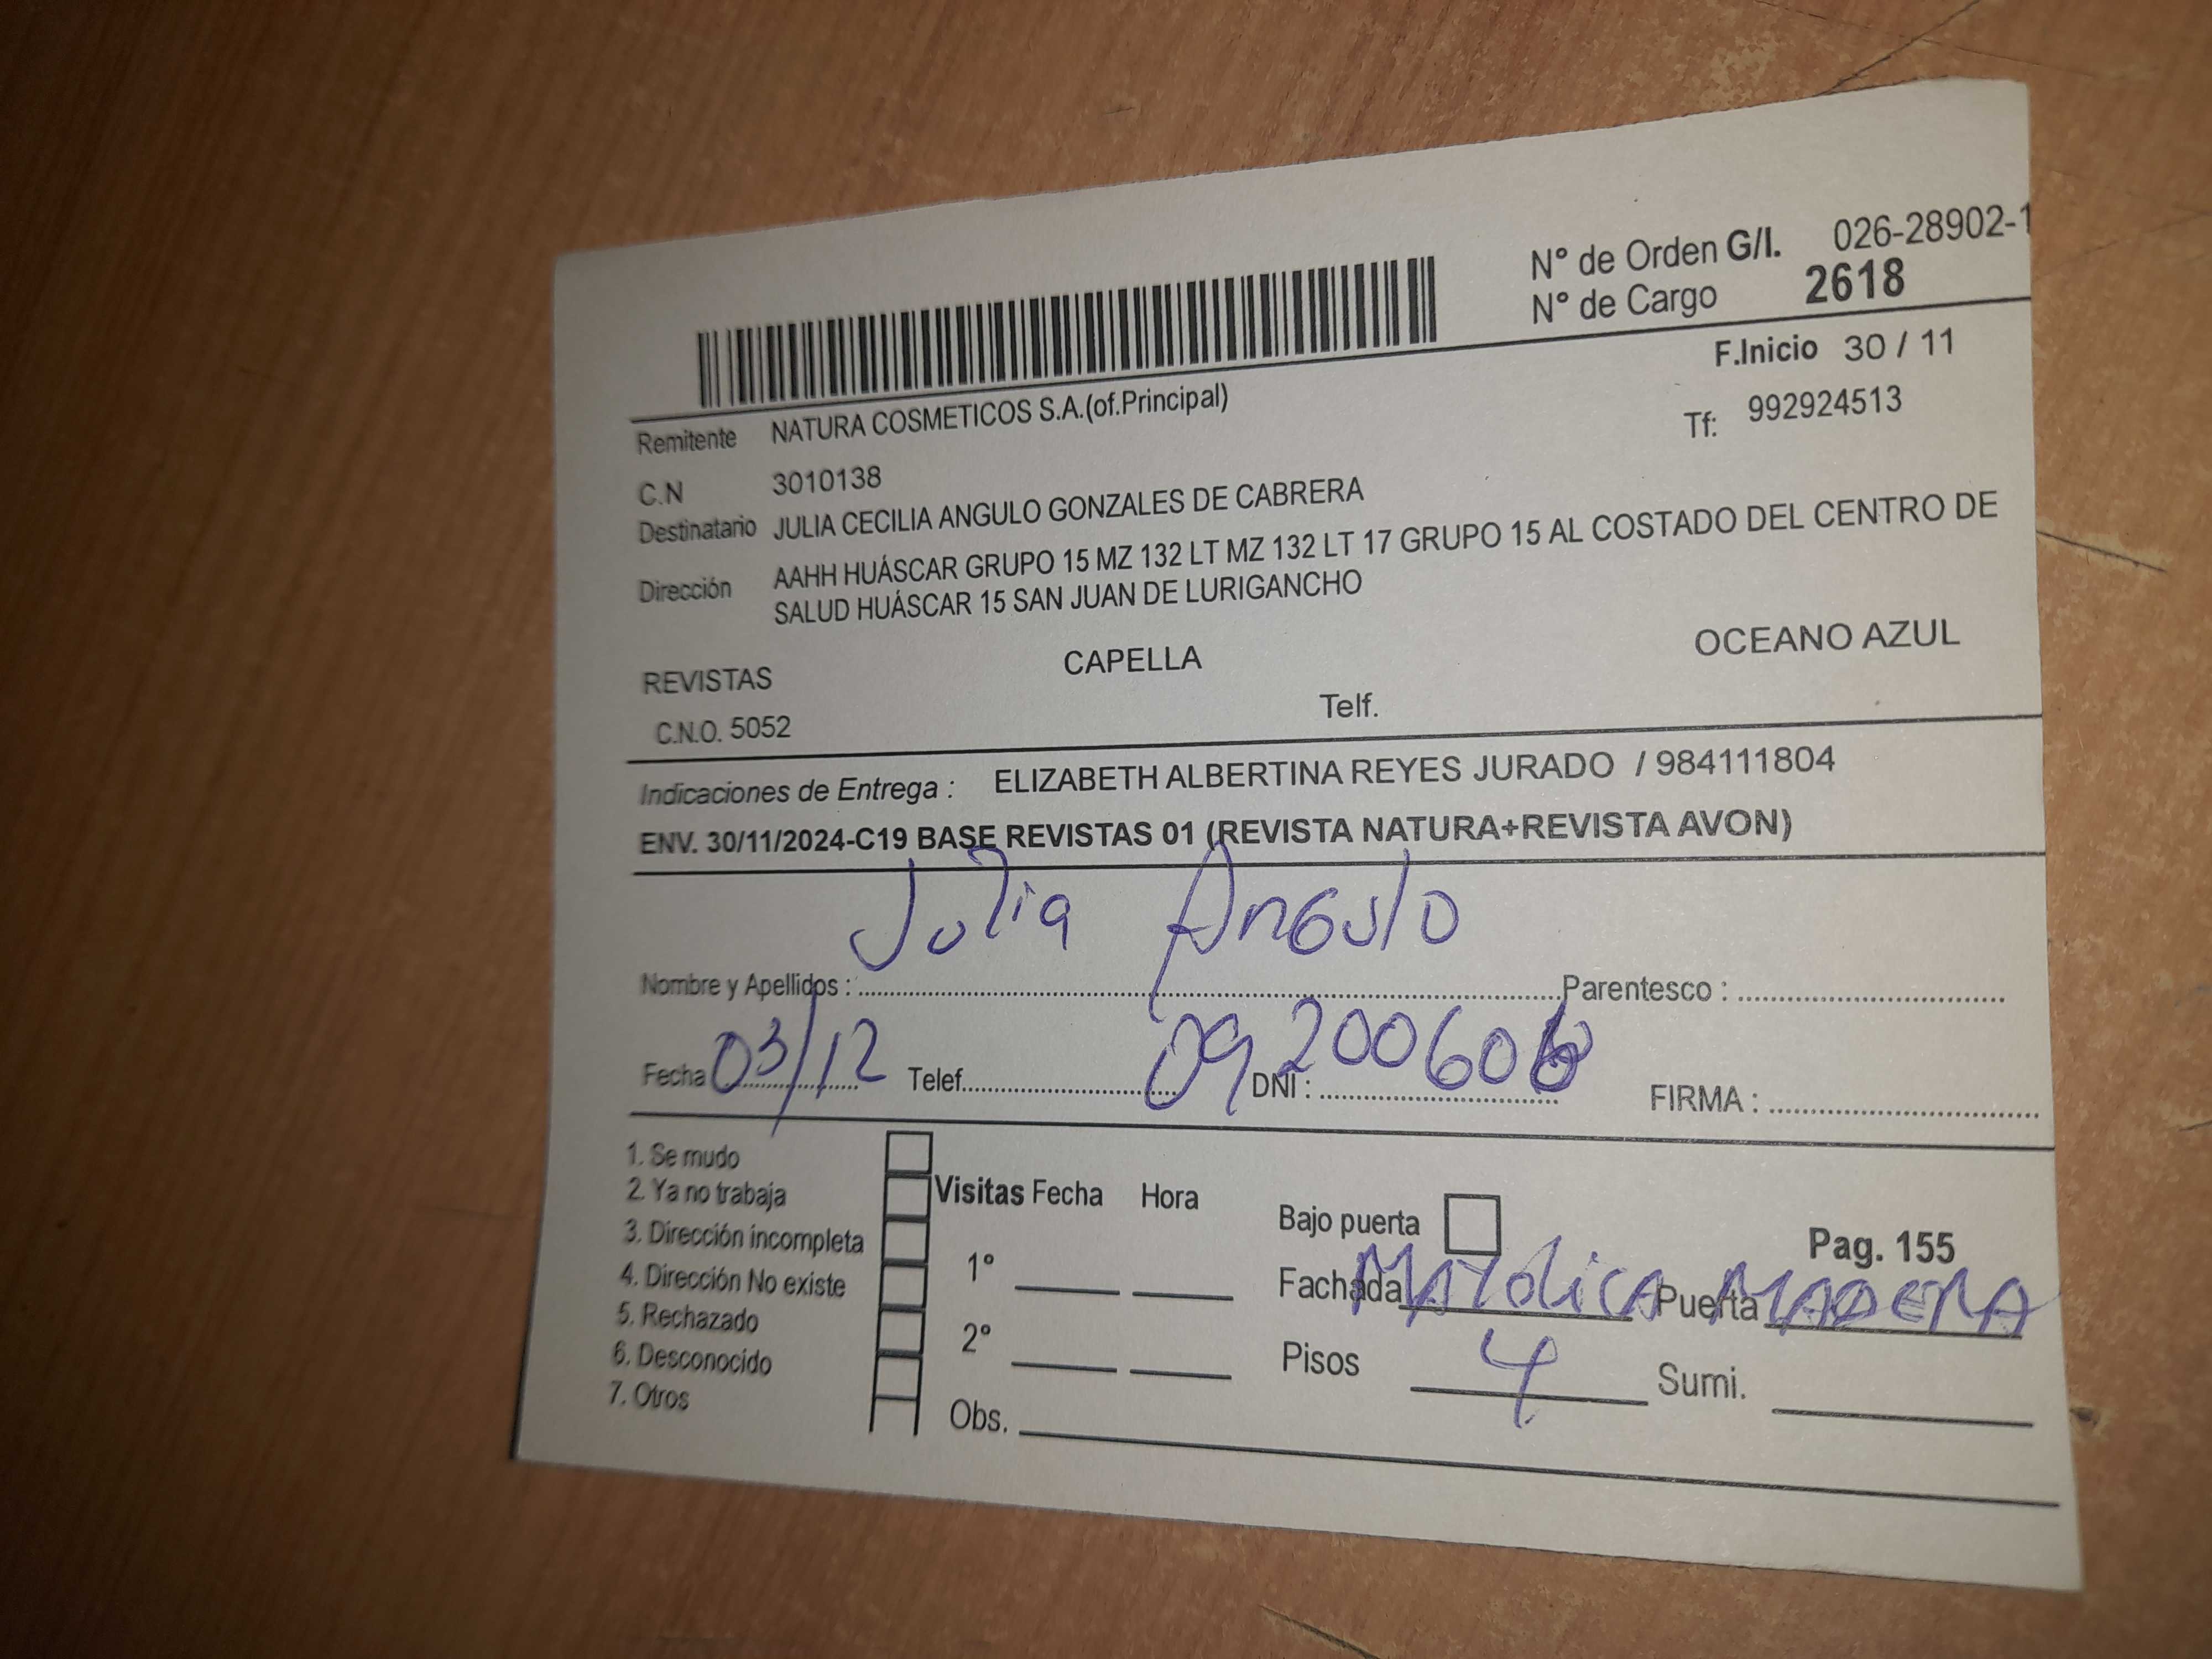 N° de Orden G/I. 026-28902-1
N° de Cargo 2618
F.Inicio 30 / 11
Remitente NATURA COSMETICOS S.A.(of.Principal)
Tf: 992924513
C.N 3010138
Destinatario JULIA CECILIA ANGULO GONZALES DE CABRERA
Dirección AAHH HUÁSCAR GRUPO 15 MZ 132 LT MZ 132 LT 17 GRUPO 15 AL COSTADO DEL CENTRO DE
SALUD HUÁSCAR 15 SAN JUAN DE LURIGANCHO
REVISTAS CAPELLA OCEANO AZUL
C.N.O. 5052 Telf.
Indicaciones de Entrega : ELIZABETH ALBERTINA REYES JURADO / 984111804
ENV. 30/11/2024-C19 BASE REVISTAS 01 (REVISTA NATURA+REVISTA AVON)
Julia Angulo
Nombre y Apellidos : Parentesco :
Fecha 03/12 Telef. DNI : 09200606 FIRMA :
1. Se mudo
2. Ya no trabaja
3. Dirección incompleta
4. Dirección No existe
5. Rechazado
6. Desconocido
7. Otros
Visitas Fecha Hora
1°
2°
Obs.
Bajo puerta Pag. 155
Fachada Puerta MADERA
Pisos 4 Sumi.